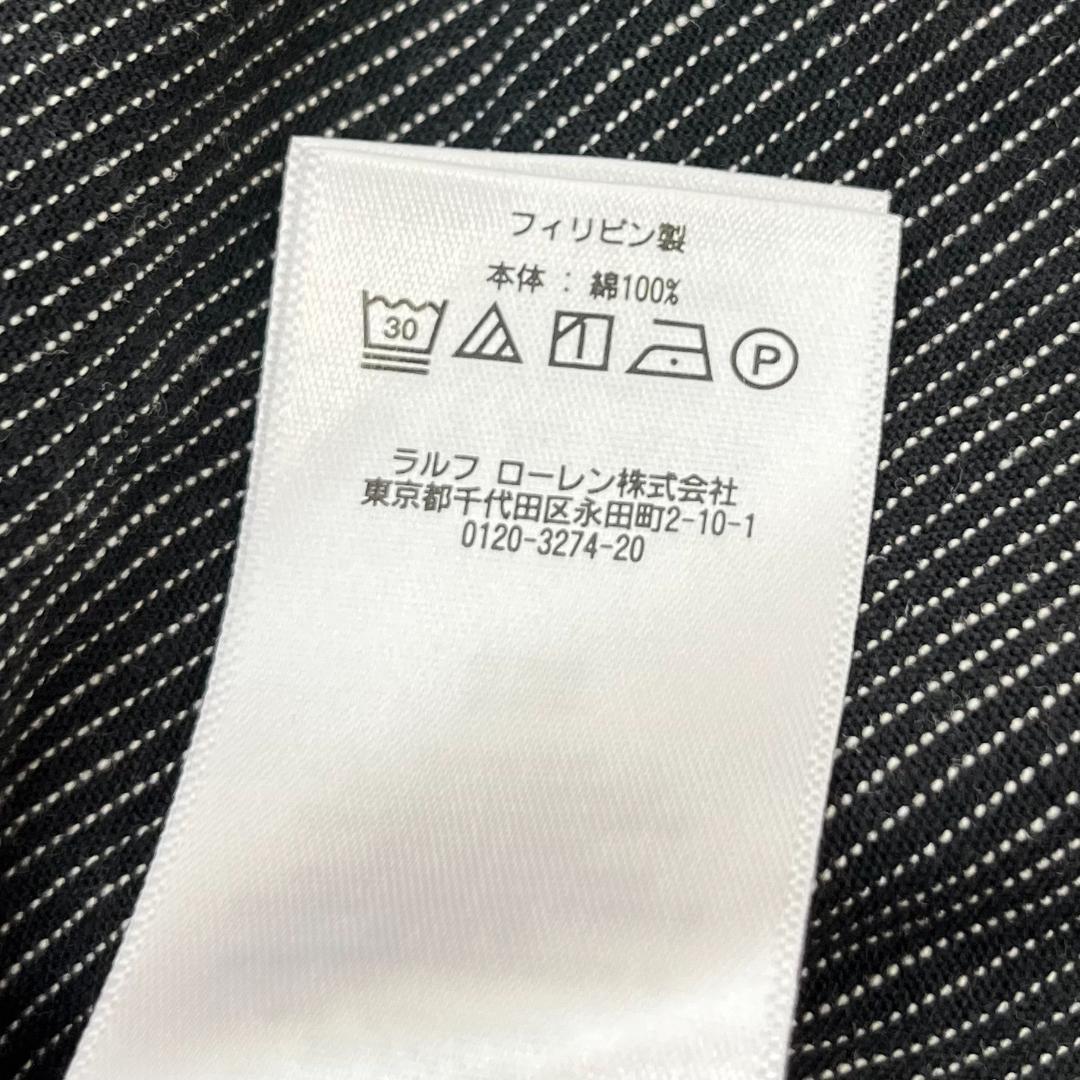 フィリピン製
本体 : 綿100%
30
P
ラルフ ローレン株式会社
東京都千代田区永田町2-10-1
0120-3274-20